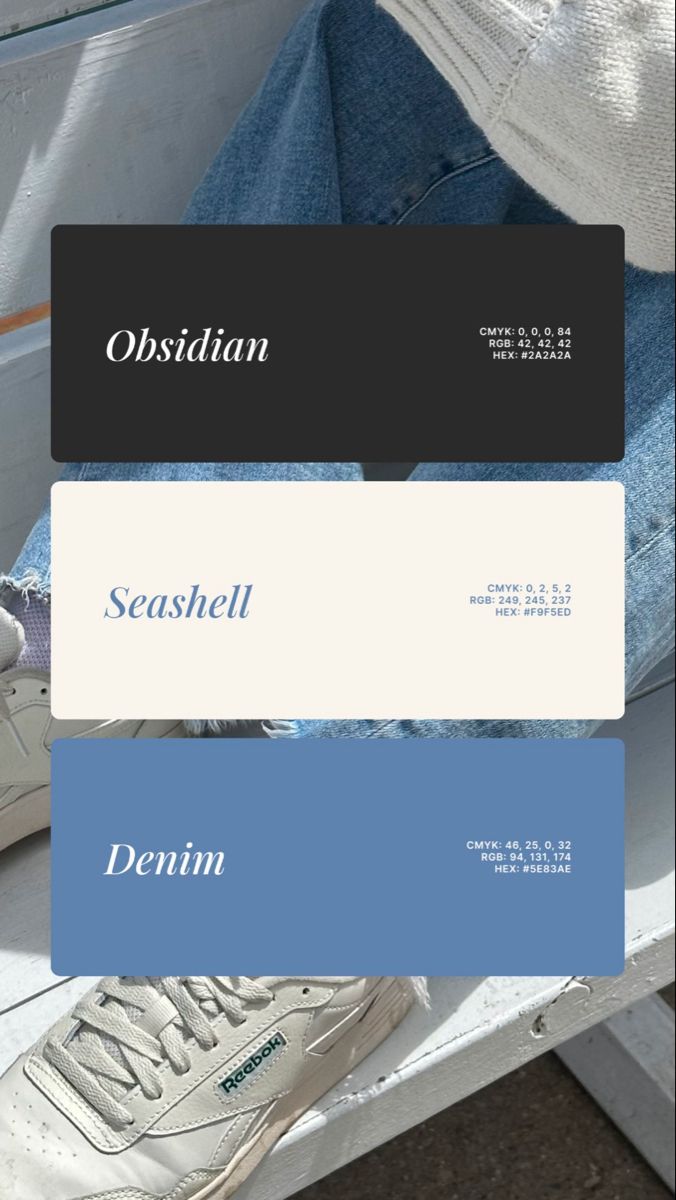 Obsidian
CMYK: 0, 0, 0, 84
RGB: 42, 42, 42
HEX: #2A2A2A
Seashell
CMYK: 0, 2, 5, 2
RGB: 249, 245, 237
HEX: #F9F5ED
Denim
CMYK: 46, 25, 0, 32
RGB: 94, 131, 174
HEX: #5E83AE
Reebok